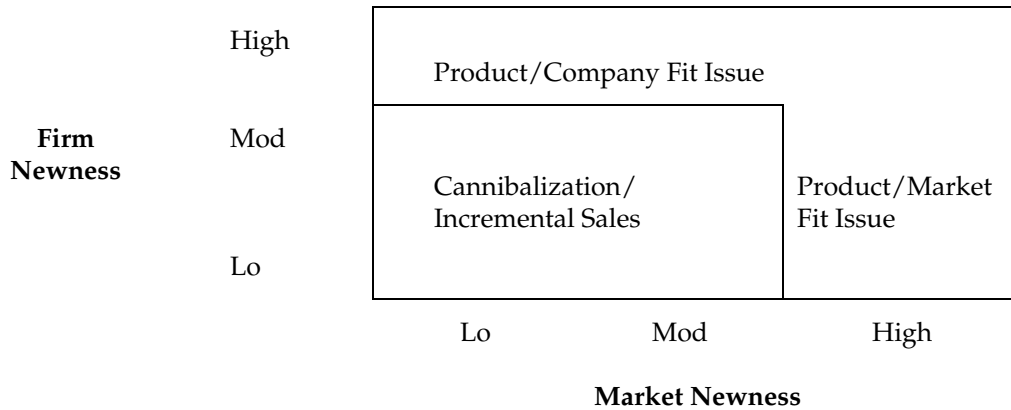 High
Product/Company Fit Issue
Firm
Newness
Mod
Cannibalization/
Incremental Sales
Product/Market
Fit Issue
Lo
Lo Mod High
Market Newness